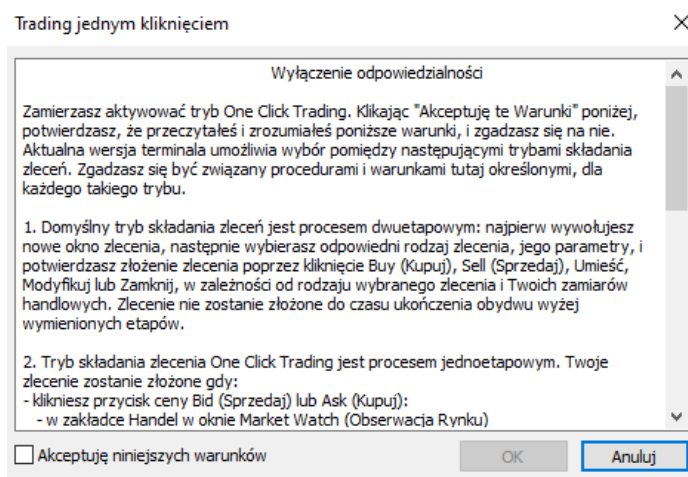 Trading jednym kliknięciem
Wyłączenie odpowiedzialności
Zamierzasz aktywować tryb One Click Trading. Klikając "Akceptuję te Warunki" poniżej,
potwierdzasz, że przeczytałeś i zrozumiałeś poniższe warunki, i zgadzasz się na nie.
Aktualna wersja terminala umożliwia wybór pomiędzy następującymi trybami składania
zleceń. Zgadzasz się być związany procedurami i warunkami tutaj określonymi, dla
każdego takiego trybu.
1. Domyślny tryb składania zleceń jest procesem dwuetapowym: najpierw wywołujesz
nowe okno zlecenia, następnie wybierasz odpowiedni rodzaj zlecenia, jego parametry, i
potwierdzasz złożenie zlecenia poprzez kliknięcie Buy (Kupuj), Sell (Sprzedaj), Umieść,
Modyfikuj lub Zamknij, w zależności od rodzaju wybranego zlecenia i Twoich zamiarów
handlowych. Zlecenie nie zostanie złożone do czasu ukończenia obydwu wyżej
wymienionych etapów.
2. Tryb składania zlecenia One Click Trading jest procesem jednoetapowym. Twoje
zlecenie zostanie złożone gdy:
- klikniesz przycisk ceny Bid (Sprzedaj) lub Ask (Kupuj):
- w zakładce Handel w oknie Market Watch (Obserwacja Rynku)
Akceptuję niniejszych warunków
OK
Anuluj